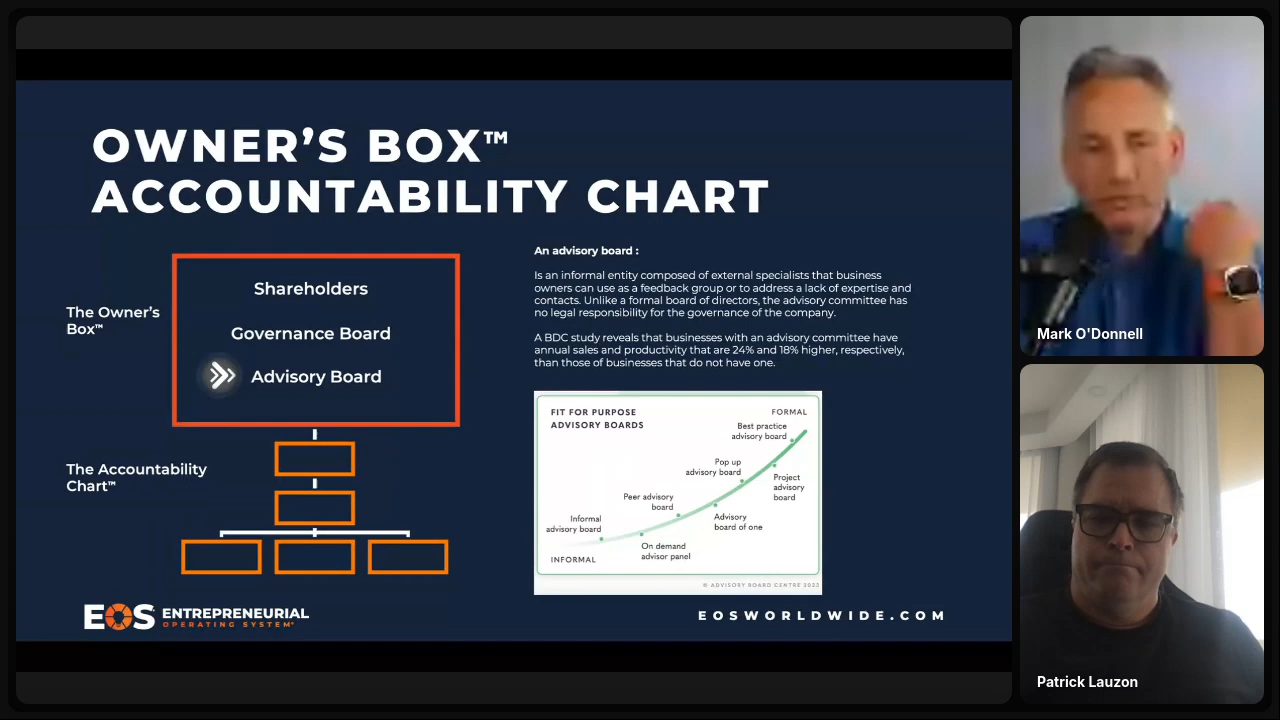 OWNER'S BOX™
ACCOUNTABILITY CHART
The Owner's
Box™
Shareholders
Governance Board
Advisory Board
The Accountability
Chart™
An advisory board :
Is an informal entity composed of external specialists that business
owners can use as a feedback group or to address a lack of expertise and
contacts. Unlike a formal board of directors, the advisory committee has
no legal responsibility for the governance of the company.
A BDC study reveals that businesses with an advisory committee have
annual sales and productivity that are 24% and 18% higher, respectively,
than those of businesses that do not have one.
FIT FOR PURPOSE
ADVISORY BOARDS
FORMAL
Best practice
advisory board
Pop up
advisory board
Project
advisory
board
Peer advisory
board
Advisory
board of one
Informal
advisory board
On demand
advisor panel
INFORMAL
© ADVISORY BOARD CENTRE 2022
EOS ENTREPRENEURIAL
OPERATING SYSTEM®
EOSWORLDWIDE.COM
Mark O'Donnell
Patrick Lauzon